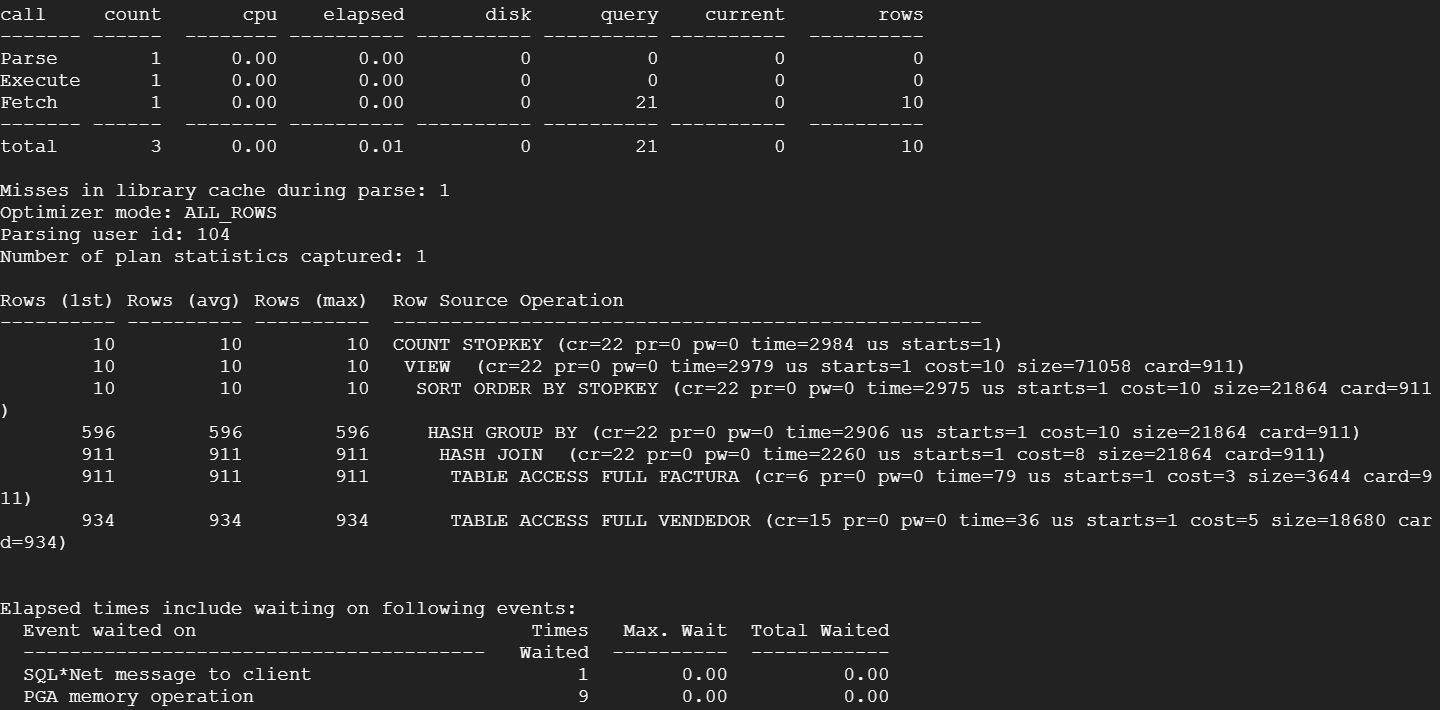 call     count       cpu    elapsed       disk      query    current        rows
------- ------  -------- ---------- ---------- ---------- ----------  ----------
Parse        1      0.00       0.00          0          0          0           0
Execute      1      0.00       0.00          0          0          0           0
Fetch        1      0.00       0.00          0         21          0          10
------- ------  -------- ---------- ---------- ---------- ----------  ----------
total        3      0.00       0.01          0         21          0          10
Misses in library cache during parse: 1
Optimizer mode: ALL_ROWS
Parsing user id: 104
Number of plan statistics captured: 1
Rows (1st) Rows (avg) Rows (max)  Row Source Operation
---------- ---------- ----------  ---------------------------------------------------
        10         10         10  COUNT STOPKEY (cr=22 pr=0 pw=0 time=2984 us starts=1)
        10         10         10   VIEW  (cr=22 pr=0 pw=0 time=2979 us starts=1 cost=10 size=71058 card=911)
        10         10         10    SORT ORDER BY STOPKEY (cr=22 pr=0 pw=0 time=2975 us starts=1 cost=10 size=21864 card=911
)
       596        596        596     HASH GROUP BY (cr=22 pr=0 pw=0 time=2906 us starts=1 cost=10 size=21864 card=911)
       911        911        911      HASH JOIN  (cr=22 pr=0 pw=0 time=2260 us starts=1 cost=8 size=21864 card=911)
       911        911        911       TABLE ACCESS FULL FACTURA (cr=6 pr=0 pw=0 time=79 us starts=1 cost=3 size=3644 card=9
11)
       934        934        934       TABLE ACCESS FULL VENDEDOR (cr=15 pr=0 pw=0 time=36 us starts=1 cost=5 size=18680 car
d=934)
Elapsed times include waiting on following events:
  Event waited on                             Times   Max. Wait  Total Waited
  ----------------------------------------   Waited  ----------  ------------
  SQL*Net message to client                       1        0.00          0.00
  PGA memory operation                            9        0.00          0.00